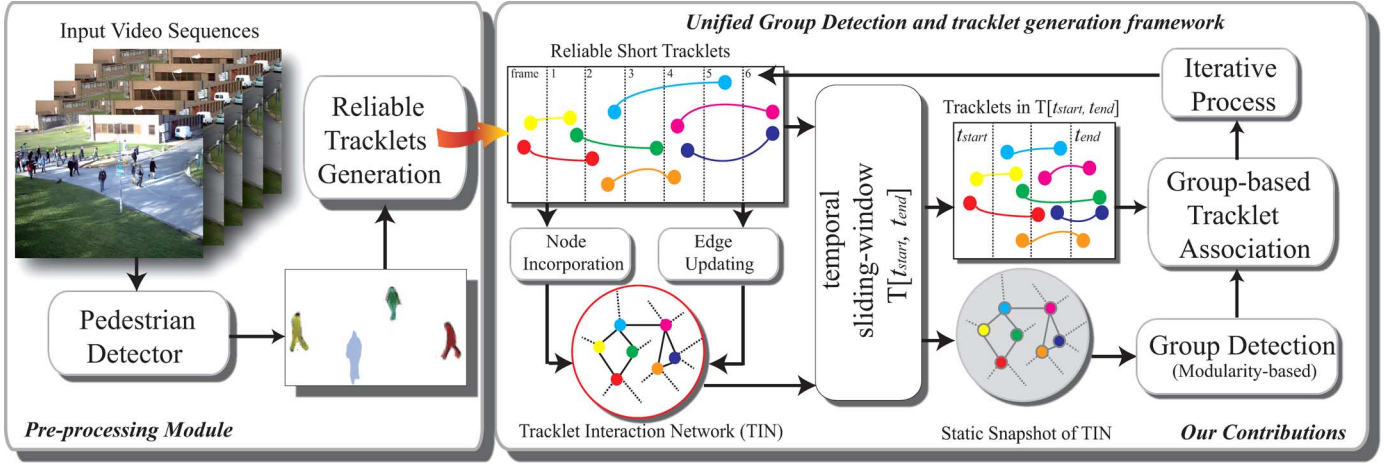 Input Video Sequences
Reliable
Tracklets
Generation
Pedestrian
Detector
Pre-processing Module
Unified Group Detection and tracklet generation framework
Reliable Short Tracklets
frame 1 2 3 4 5 6
Node
Incorporation
Edge
Updating
Tracklet Interaction Network (TIN)
temporal
sliding-window
T[tstart, tend]
Tracklets in T[tstart, tend]
tstart tend
Static Snapshot of TIN
Iterative
Process
Group-based
Tracklet
Association
Group Detection
(Modularity-based)
Our Contributions